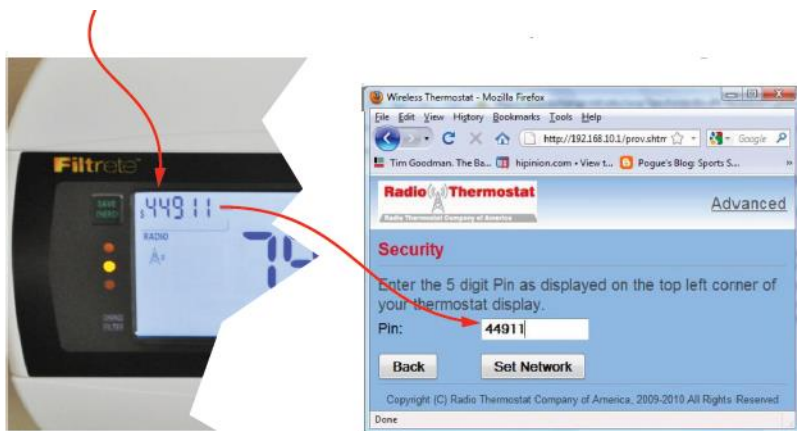 Filtrete
SAVE
ENERGY
44911
RADIO
Wireless Thermostat - Mozilla Firefox
File Edit View History Bookmarks Tools Help
http://192.168.10.1/prov.shtm
Google
Tim Goodman. The Ba... hipinion.com • View t... Pogue's Blog: Sports S... »
Radio Thermostat
Radio Thermostat Company of America
Advanced
Security
Enter the 5 digit Pin as displayed on the top left corner of
your thermostat display.
Pin: 44911
Back Set Network
Copyright (C) Radio Thermostat Company of America, 2009-2010 All Rights Reserved
Done